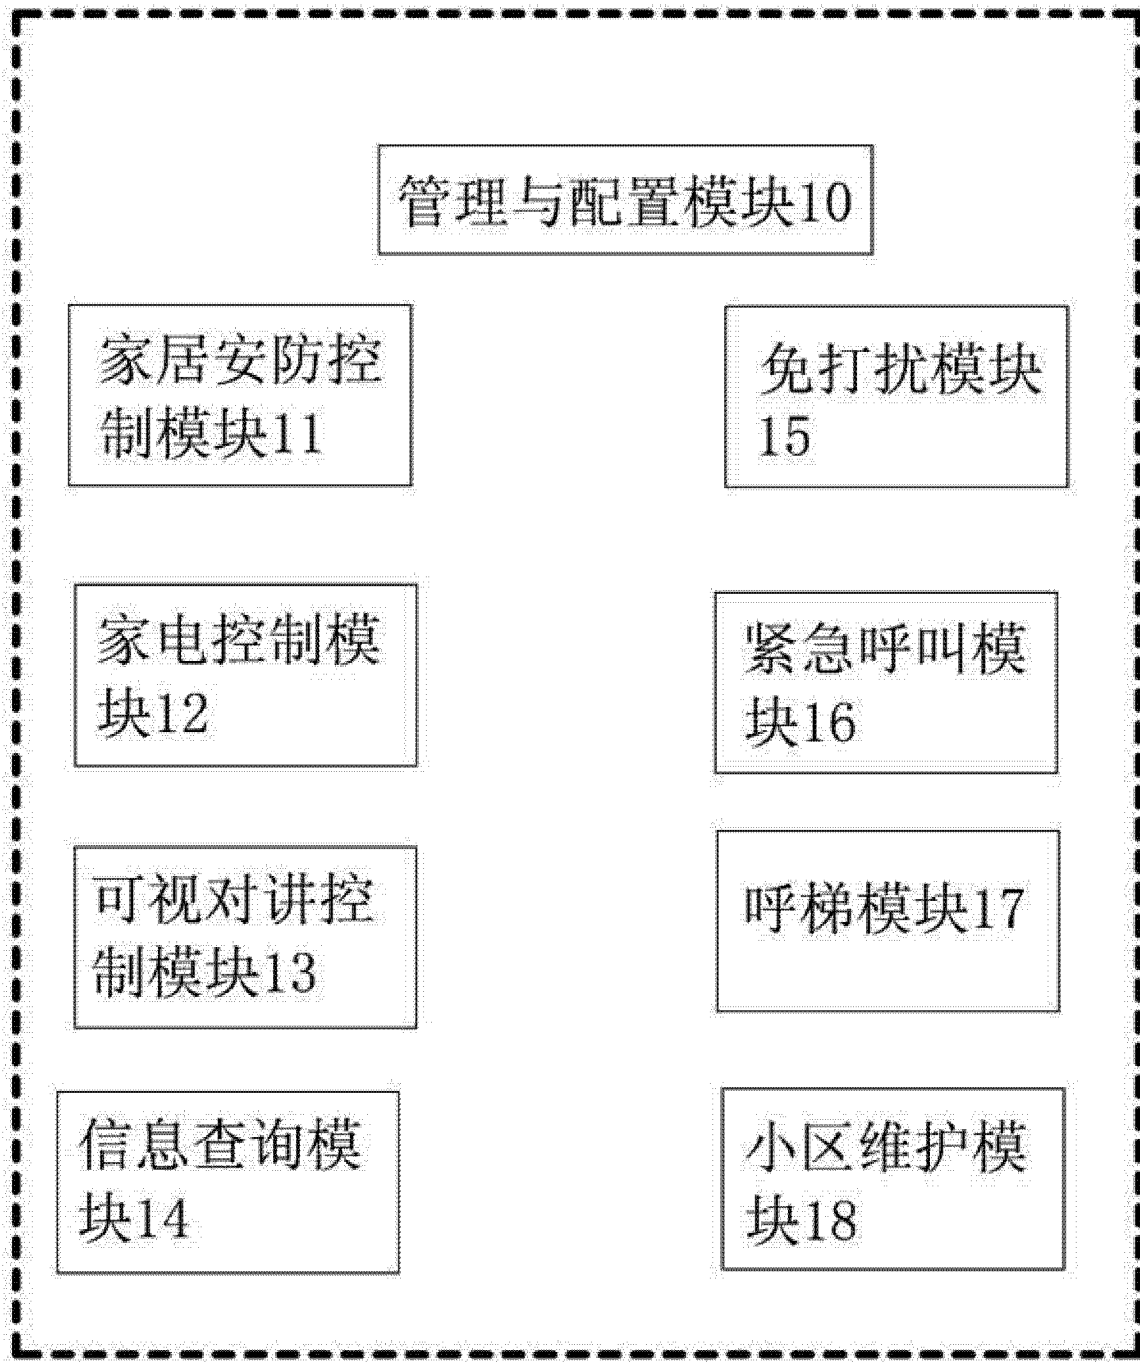 管理与配置模块10
家居安防控
制模块11
免打扰模块
15
家电控制模
块12
紧急呼叫模
块16
可视对讲控
制模块13
呼梯模块17
信息查询模
块14
小区维护模
块18